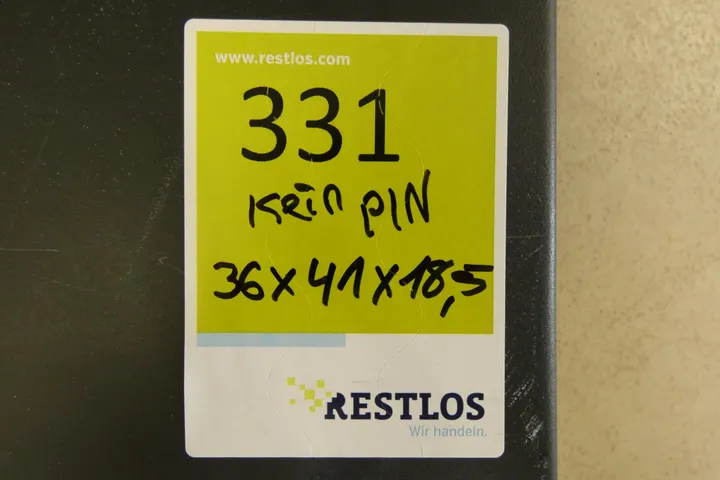 www.restlos.com
331
Kein PIN
36x41x18,5
RESTLOS
Wir handeln.